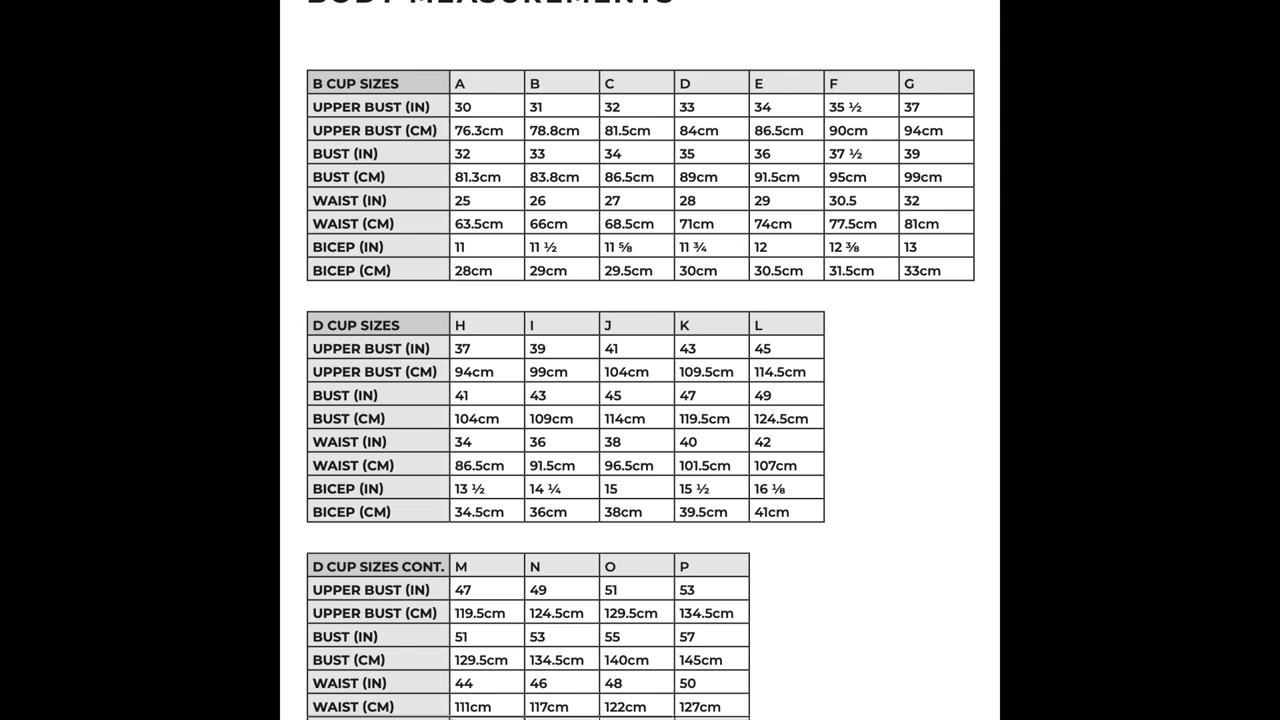 BODY MEASUREMENTS
B CUP SIZES A B C D E F G
UPPER BUST (IN) 30 31 32 33 34 35 ½ 37
UPPER BUST (CM) 76.3cm 78.8cm 81.5cm 84cm 86.5cm 90cm 94cm
BUST (IN) 32 33 34 35 36 37 ½ 39
BUST (CM) 81.3cm 83.8cm 86.5cm 89cm 91.5cm 95cm 99cm
WAIST (IN) 25 26 27 28 29 30.5 32
WAIST (CM) 63.5cm 66cm 68.5cm 71cm 74cm 77.5cm 81cm
BICEP (IN) 11 11 ½ 11 ⅝ 11 ¾ 12 12 ⅜ 13
BICEP (CM) 28cm 29cm 29.5cm 30cm 30.5cm 31.5cm 33cm
D CUP SIZES H I J K L
UPPER BUST (IN) 37 39 41 43 45
UPPER BUST (CM) 94cm 99cm 104cm 109.5cm 114.5cm
BUST (IN) 41 43 45 47 49
BUST (CM) 104cm 109cm 114cm 119.5cm 124.5cm
WAIST (IN) 34 36 38 40 42
WAIST (CM) 86.5cm 91.5cm 96.5cm 101.5cm 107cm
BICEP (IN) 13 ½ 14 ¼ 15 15 ½ 16 ⅛
BICEP (CM) 34.5cm 36cm 38cm 39.5cm 41cm
D CUP SIZES CONT. M N O P
UPPER BUST (IN) 47 49 51 53
UPPER BUST (CM) 119.5cm 124.5cm 129.5cm 134.5cm
BUST (IN) 51 53 55 57
BUST (CM) 129.5cm 134.5cm 140cm 145cm
WAIST (IN) 44 46 48 50
WAIST (CM) 111cm 117cm 122cm 127cm